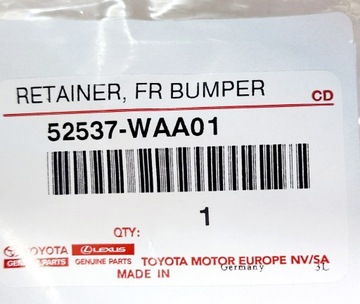 RETAINER, FR BUMPER
CD
52537-WAA01
QTY: 1
TOYOTA LEXUS
GENUINE PARTS GENUINE PARTS TOYOTA MOTOR EUROPE NV/SA
MADE IN Germany 3L